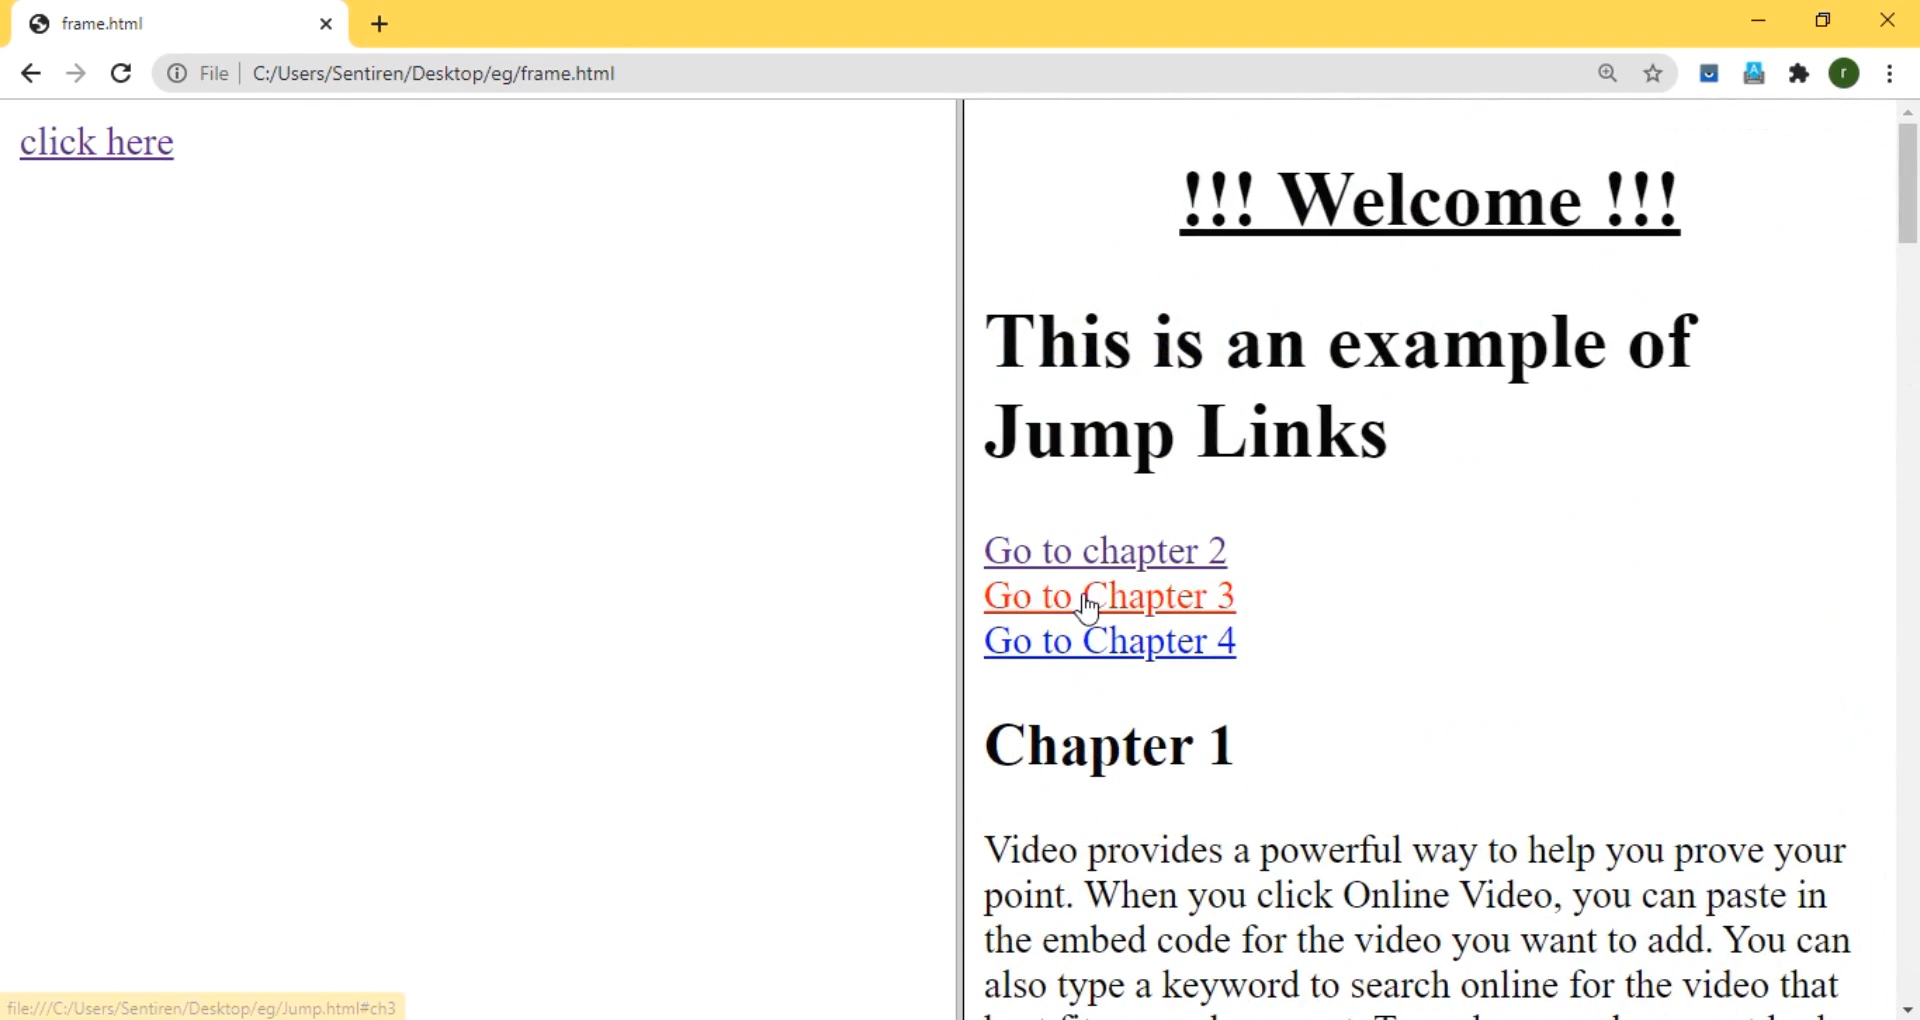 frame.html
File
C:/Users/Sentiren/Desktop/eg/frame.html
r
click here
!!! Welcome !!!
This is an example of
Jump Links
Go to chapter 2
Go to Chapter 3
Go to Chapter 4
Chapter 1
Video provides a powerful way to help you prove your
point. When you click Online Video, you can paste in
the embed code for the video you want to add. You can
also type a keyword to search online for the video that
file:///C:/Users/Sentiren/Desktop/eg/Jump.html#ch3